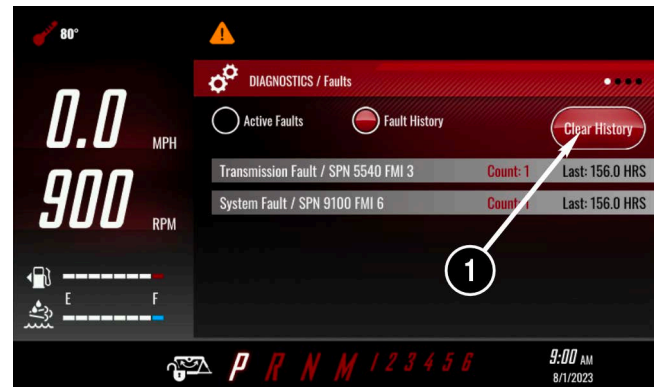 80°
DIAGNOSTICS / Faults
Active Faults
Fault History
Clear History
0.0 MPH
Transmission Fault / SPN 5540 FMI 3 Count: 1 Last: 156.0 HRS
System Fault / SPN 9100 FMI 6 Count: 1 Last: 156.0 HRS
900 RPM
1
E F
P R N M 1 2 3 4 5 6
9:00 AM
8/1/2023